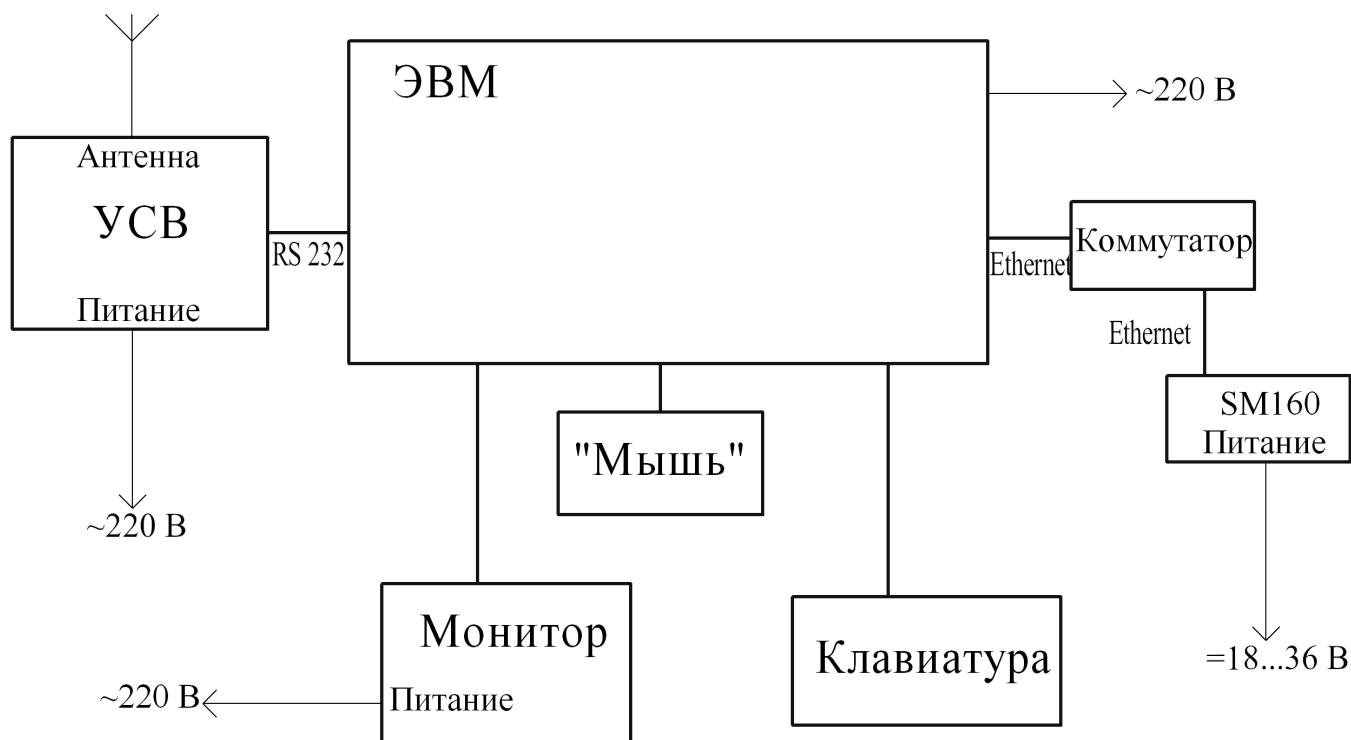 ЭВМ
~220 В
Антенна
УСВ
Питание
RS 232
Коммутатор
Ethernet
Ethernet
SM160
Питание
"Мышь"
~220 В
Монитор
Питание
~220 В
Клавиатура
=18...36 В